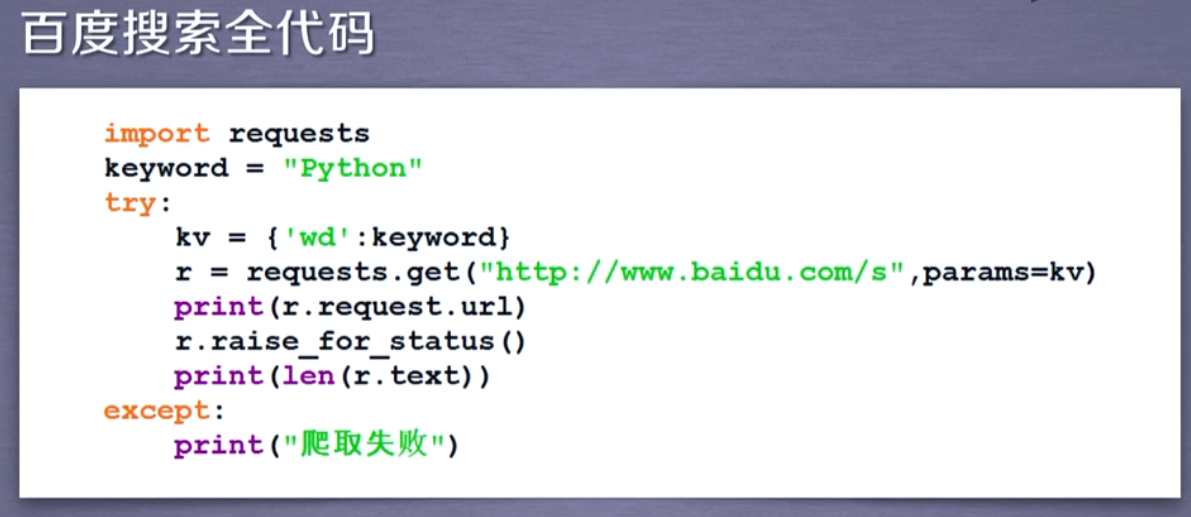 百度搜索全代码
import requests
keyword = "Python"
try:
    kv = {'wd':keyword}
    r = requests.get("http://www.baidu.com/s",params=kv)
    print(r.request.url)
    r.raise_for_status()
    print(len(r.text))
except:
    print("爬取失败")